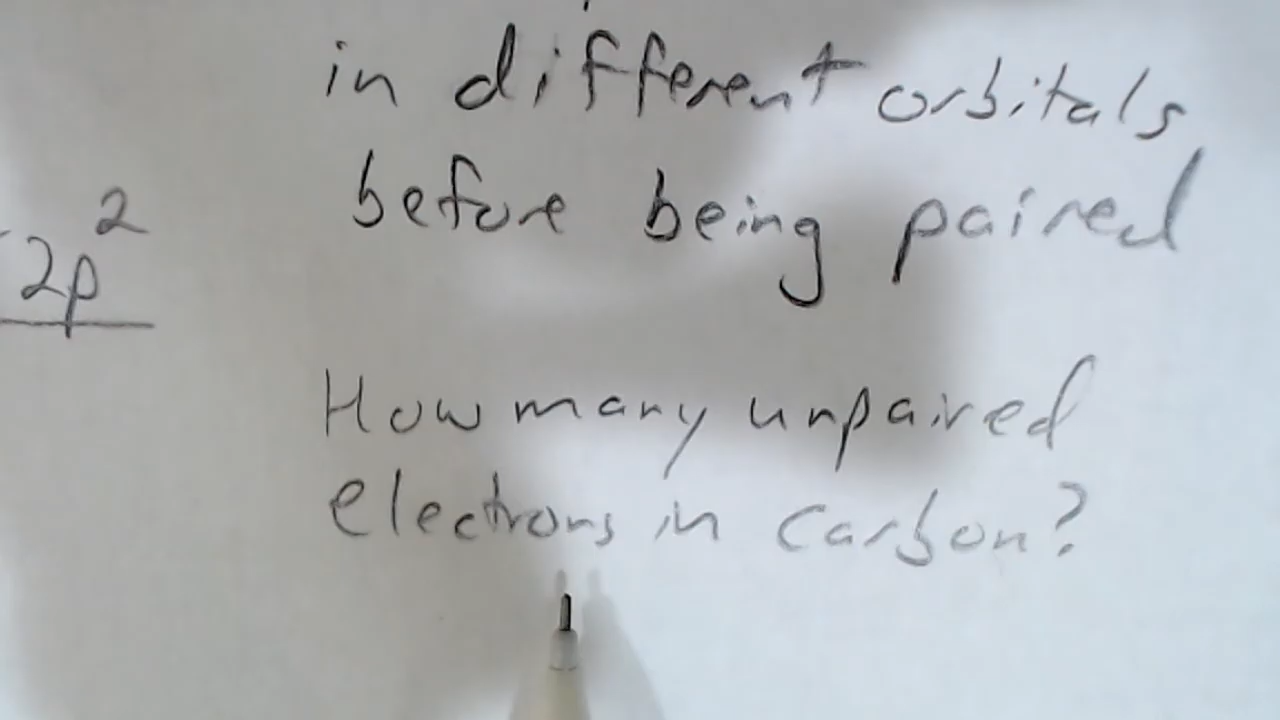 in different orbitals
before being paired
2p²
How many unpaired
electrons in carbon?